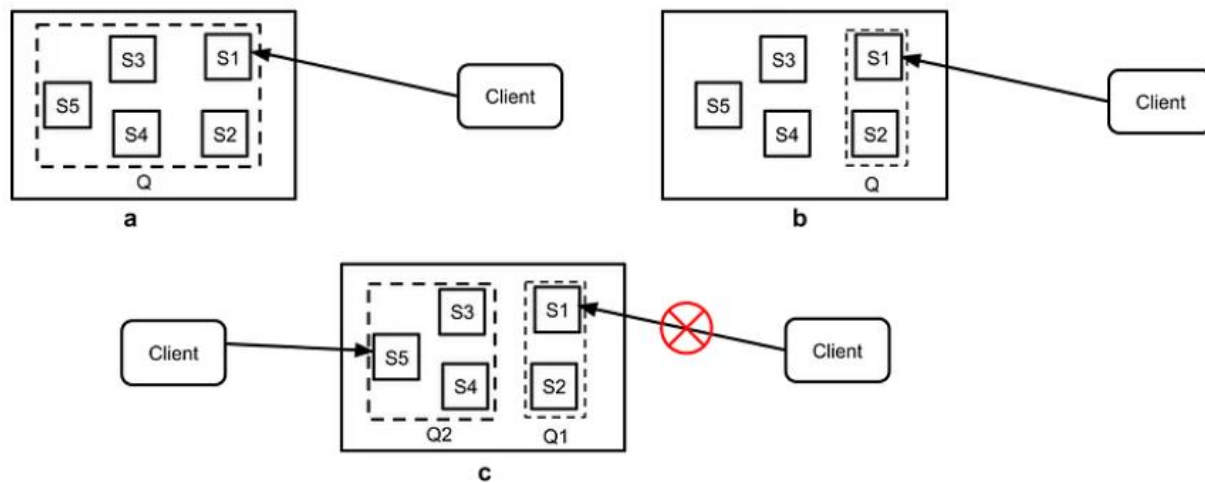 S3
S1
S5
S4
S2
Q
Client
a
S3
S1
S5
S4
S2
Q
Client
b
Client
S3
S1
S5
S4
S2
Q2
Q1
Client
c